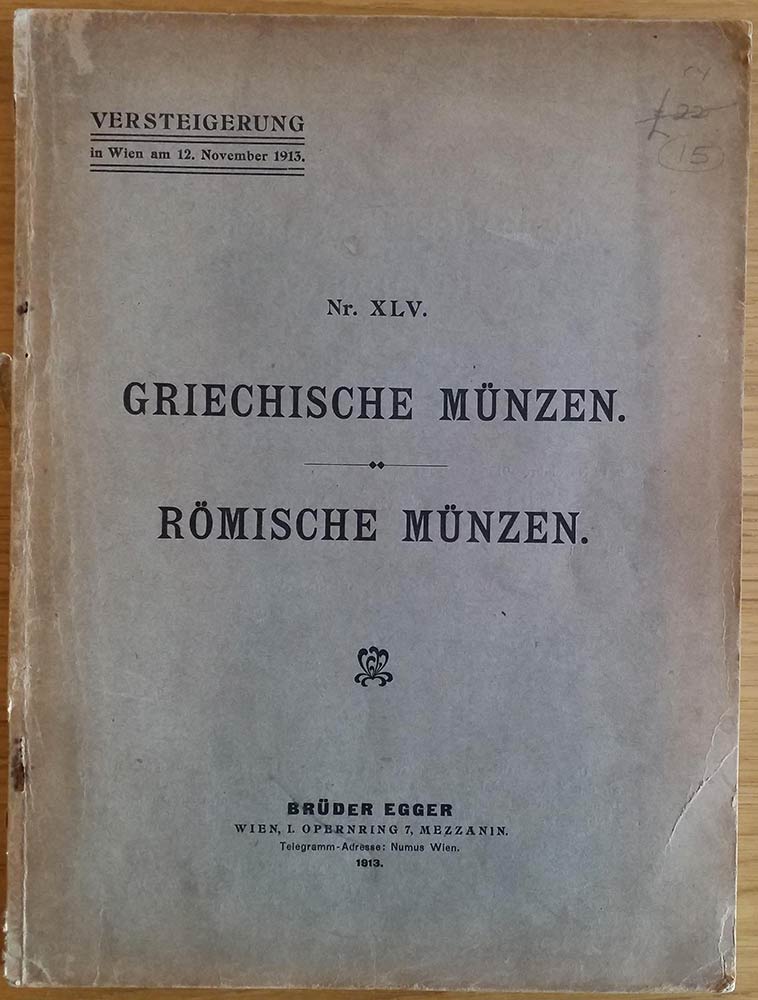 VERSTEIGERUNG
in Wien am 12. November 1913.
£22
15
Nr. XLV.
GRIECHISCHE MÜNZEN.
RÖMISCHE MÜNZEN.
BRÜDER EGGER
WIEN, I. OPERNRING 7, MEZZANIN.
Telegramm-Adresse: Numus Wien.
1913.